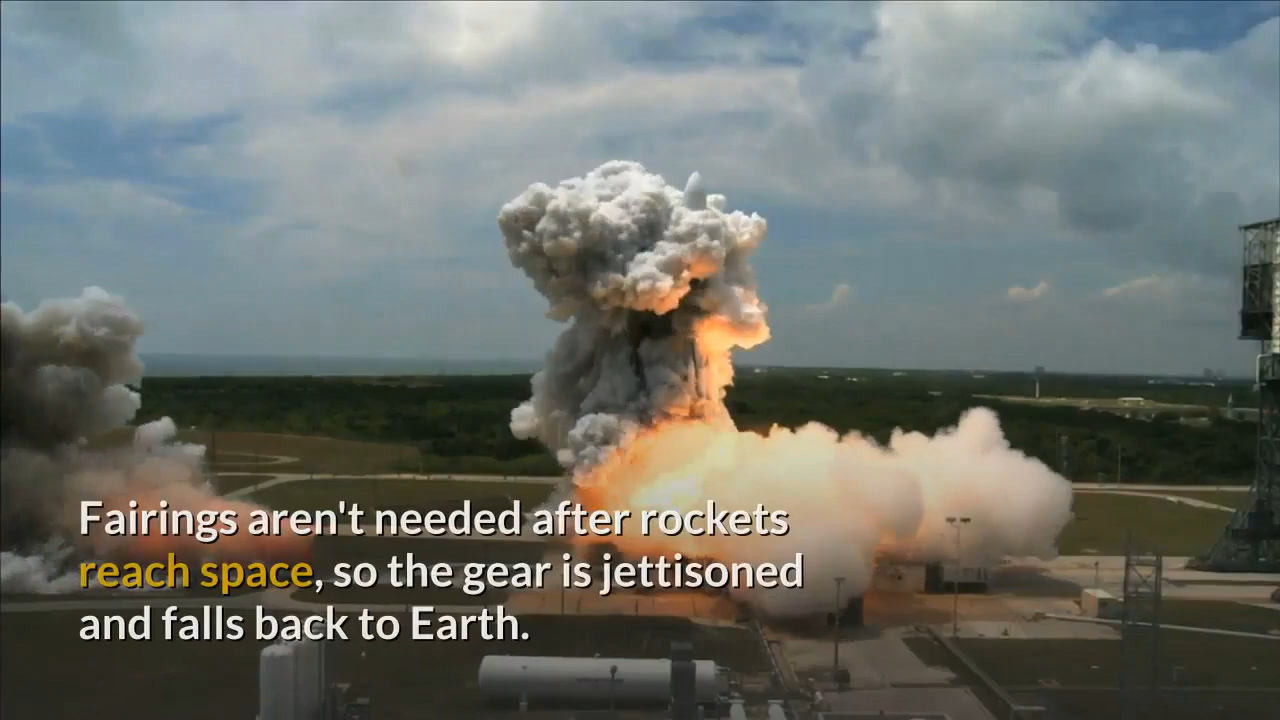 Fairings aren't needed after rockets
reach space, so the gear is jettisoned
and falls back to Earth.